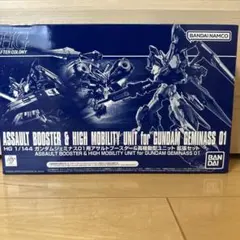 BANDAI NAMCO
ASSAULT BOOSTER & HIGH MOBILITY UNIT for GUNDAM GEMINASS 01
HG 1/144 ガンダムジェミナス01用アサルトブースター&高機動型ユニット 拡張セット
ASSAULT BOOSTER & HIGH MOBILITY UNIT for GUNDAM GEMINASS 01
BANDAI